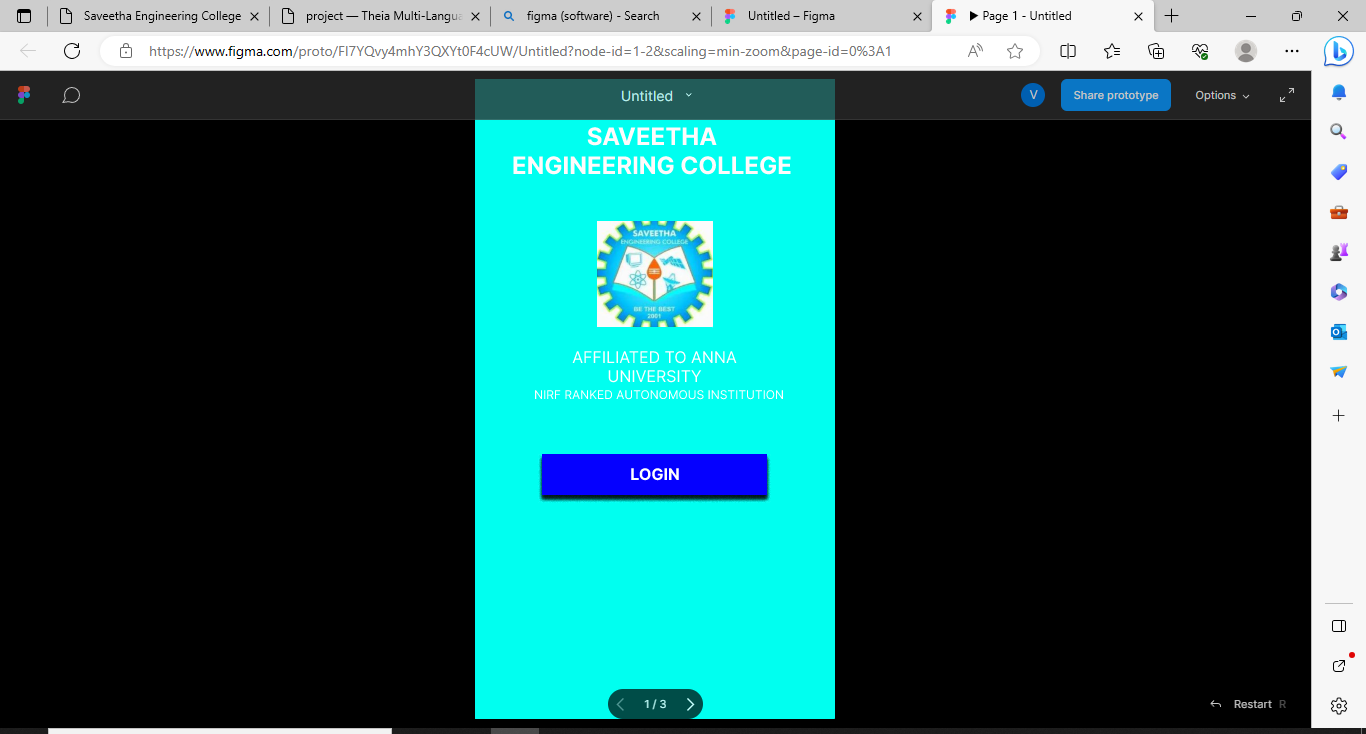 Saveetha Engineering College
project — Theia Multi-Langua
figma (software) - Search
Untitled – Figma
▶ Page 1 - Untitled
https://www.figma.com/proto/FI7YQvy4mhY3QXYt0F4cUW/Untitled?node-id=1-2&scaling=min-zoom&page-id=0%3A1
Untitled
V
Share prototype
Options
SAVEETHA
ENGINEERING COLLEGE
SAVEETHA
ENGINEERING COLLEGE
BE THE BEST
2001
AFFILIATED TO ANNA
UNIVERSITY
NIRF RANKED AUTONOMOUS INSTITUTION
LOGIN
1 / 3
Restart R